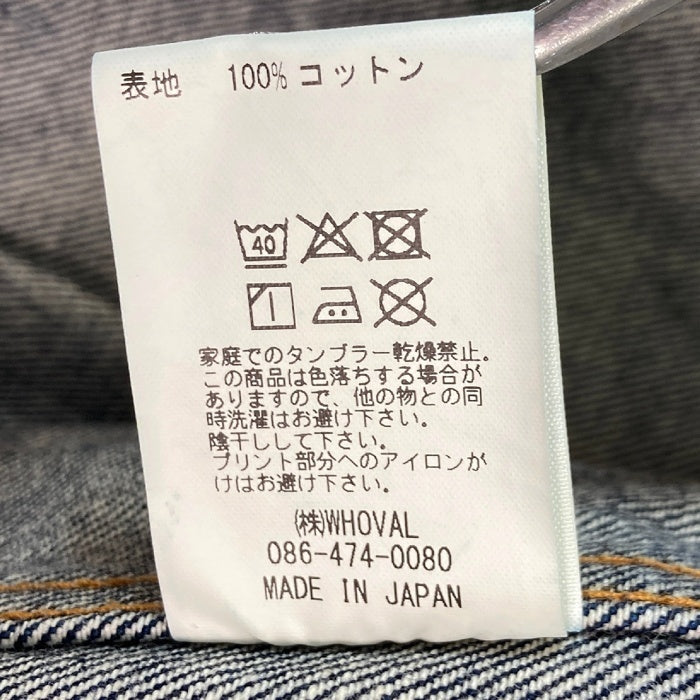 表地 100% コットン
40
家庭でのタンブラー乾燥禁止。
この商品は色落ちする場合が
ありますので、他の物との同
時洗濯はお避け下さい。
陰干しして下さい。
プリント部分へのアイロンが
けはお避け下さい。
㈱WHOVAL
086-474-0080
MADE IN JAPAN